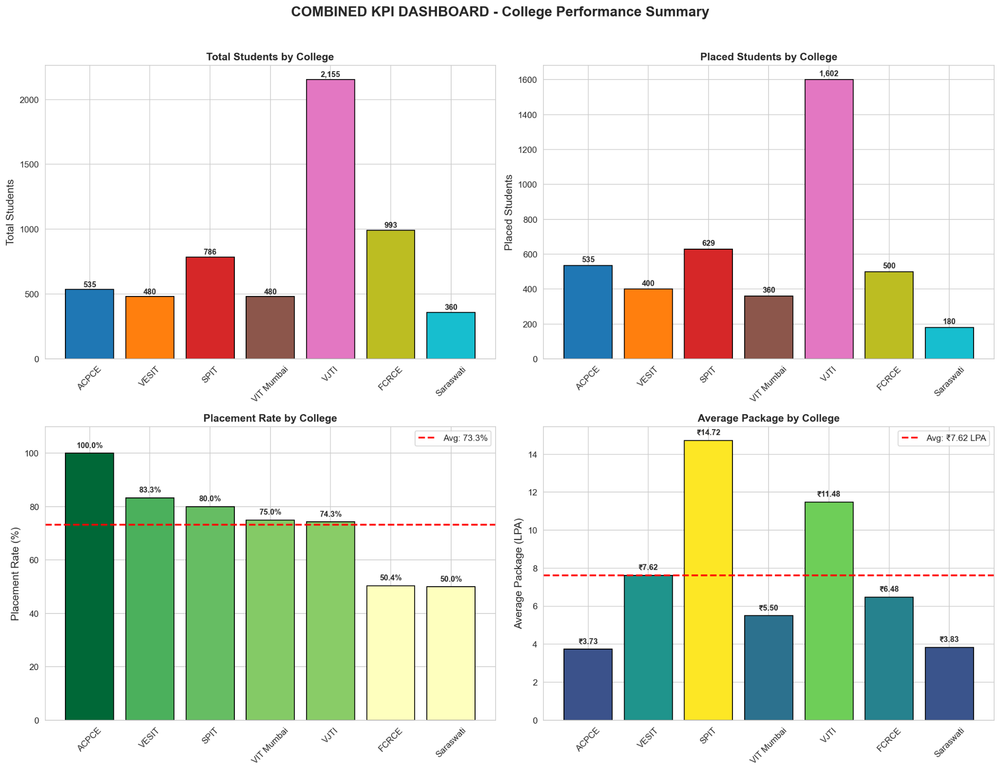 COMBINED KPI DASHBOARD - College Performance Summary
Total Students by College
Total Students
2000
1500
1000
500
0
535
480
786
480
2,155
993
360
ACPCE
VESIT
SPIT
VIT Mumbai
VJTI
FCRCE
Saraswati
Placed Students by College
Placed Students
1600
1400
1200
1000
800
600
400
200
0
535
400
629
360
1,602
500
180
ACPCE
VESIT
SPIT
VIT Mumbai
VJTI
FCRCE
Saraswati
Placement Rate by College
Placement Rate (%)
Avg: 73.3%
100
80
60
40
20
0
100.0%
83.3%
80.0%
75.0%
74.3%
50.4%
50.0%
ACPCE
VESIT
SPIT
VIT Mumbai
VJTI
FCRCE
Saraswati
Average Package by College
Average Package (LPA)
Avg: ₹7.62 LPA
14
12
10
8
6
4
2
0
₹3.73
₹7.62
₹14.72
₹5.50
₹11.48
₹6.48
₹3.83
ACPCE
VESIT
SPIT
VIT Mumbai
VJTI
FCRCE
Saraswati